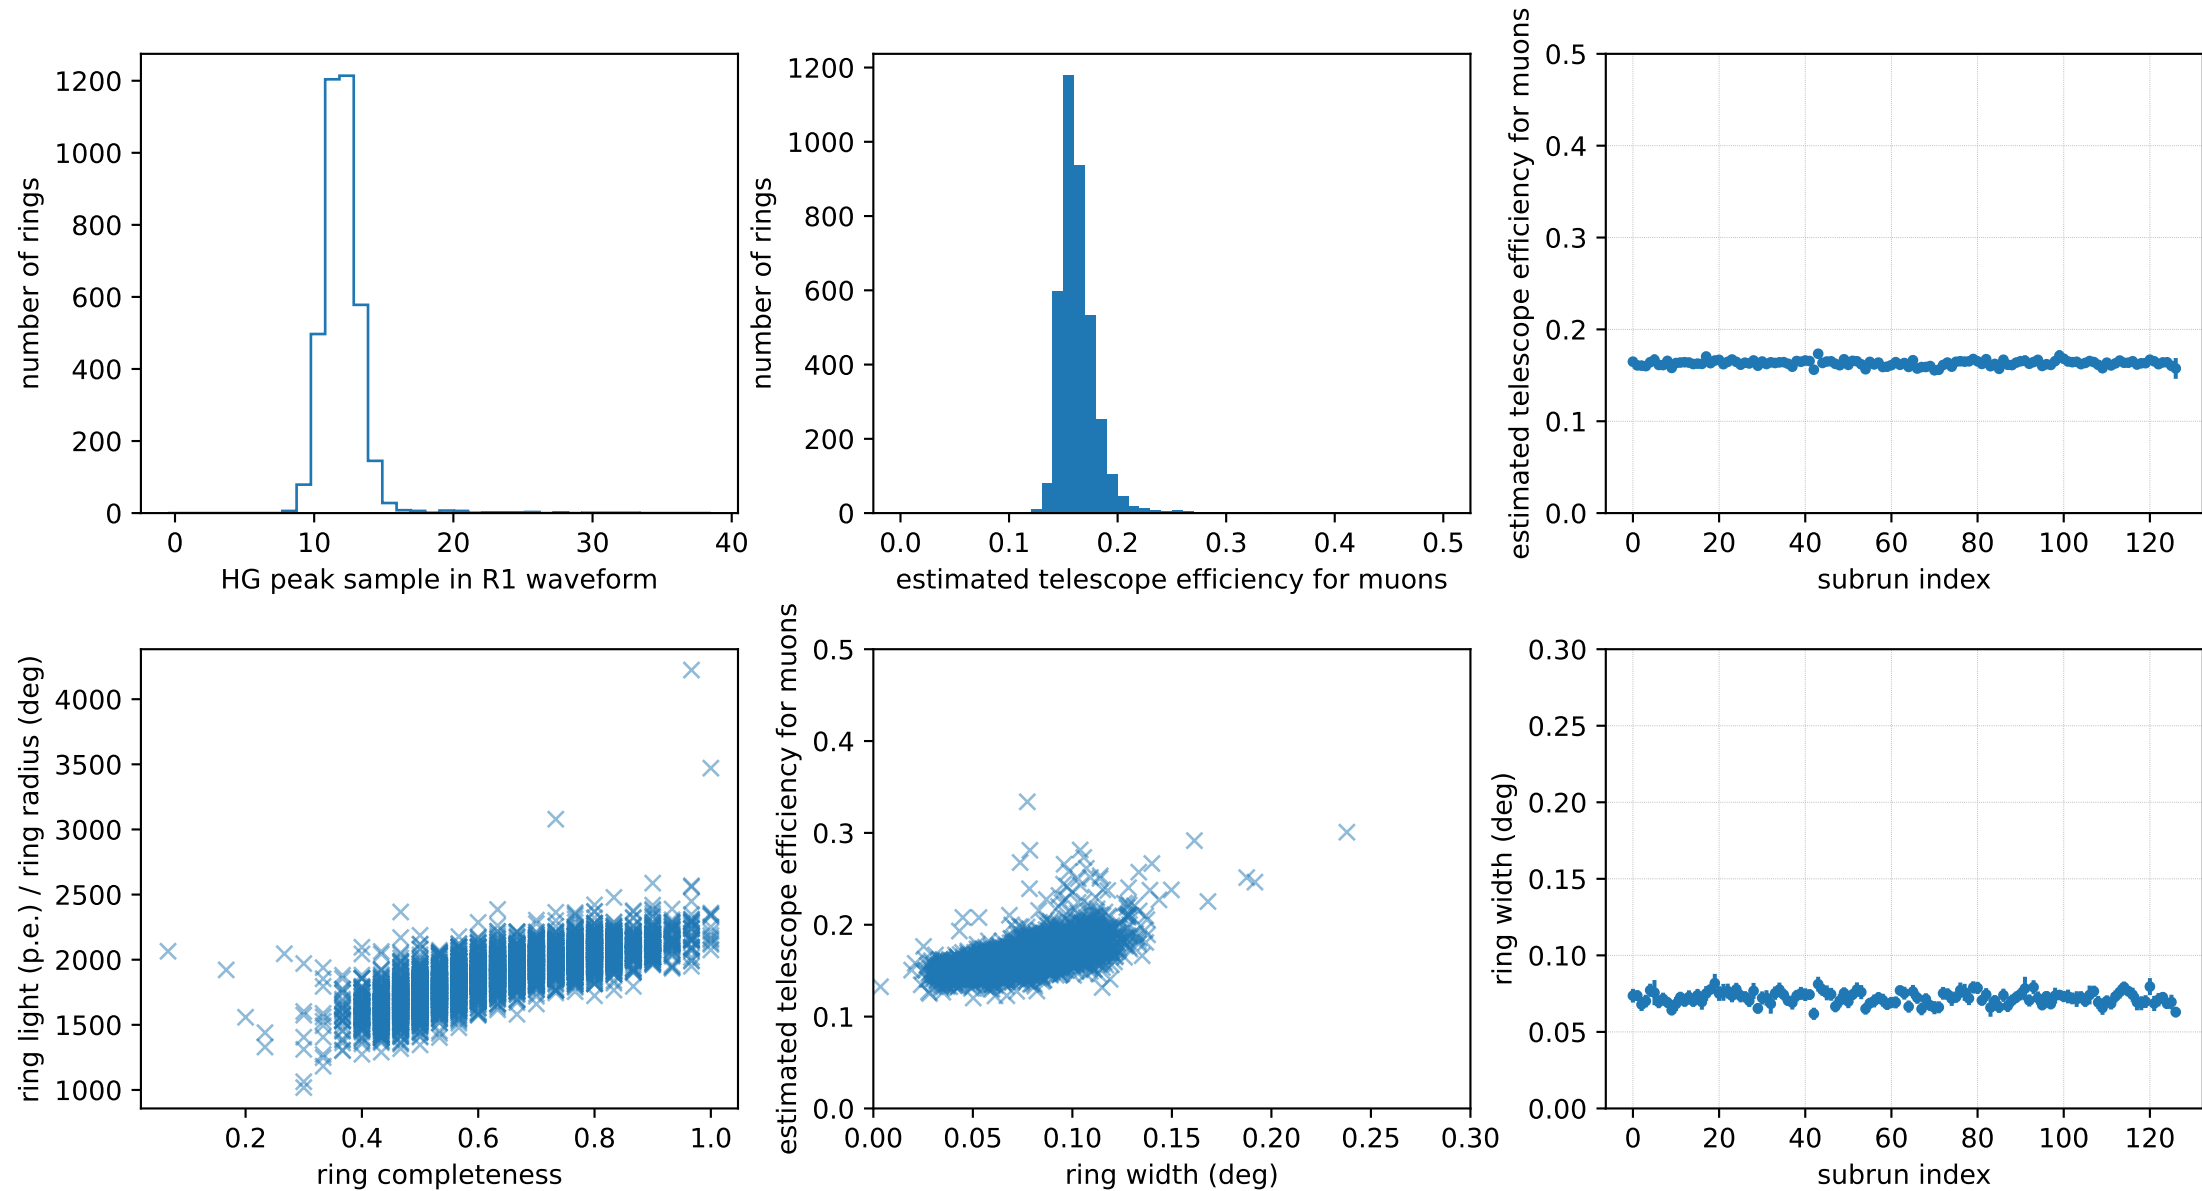 number of rings
1200
1000
800
600
400
200
0
0 10 20 30 40
HG peak sample in R1 waveform
number of rings
1200
1000
800
600
400
200
0
0.0 0.1 0.2 0.3 0.4 0.5
estimated telescope efficiency for muons
estimated telescope efficiency for muons
0.5
0.4
0.3
0.2
0.1
0.0
0 20 40 60 80 100 120
subrun index
ring light (p.e.) / ring radius (deg)
4000
3500
3000
2500
2000
1500
1000
0.2 0.4 0.6 0.8 1.0
ring completeness
estimated telescope efficiency for muons
0.5
0.4
0.3
0.2
0.1
0.0
0.00 0.05 0.10 0.15 0.20 0.25 0.30
ring width (deg)
ring width (deg)
0.30
0.25
0.20
0.15
0.10
0.05
0.00
0 20 40 60 80 100 120
subrun index